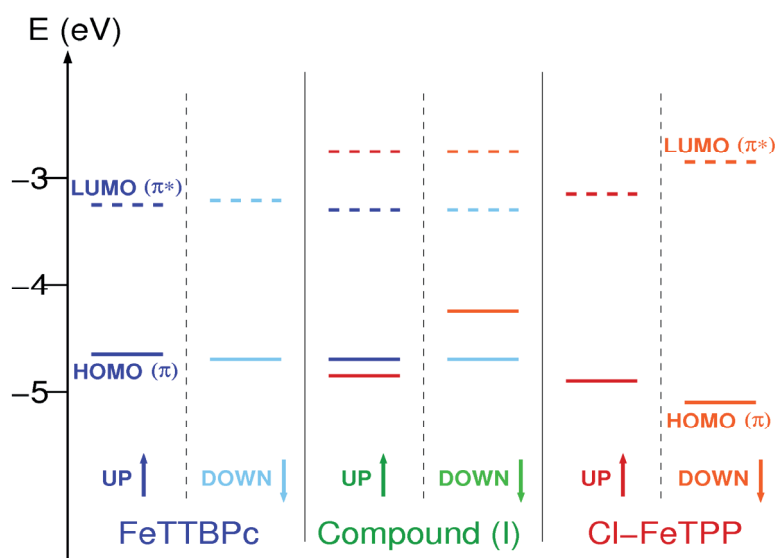 E (eV)
LUMO (π*)
–3
LUMO (π*)
–4
HOMO (π)
–5
HOMO (π)
UP DOWN UP DOWN UP DOWN
FeTTBPc Compound (I) Cl–FeTPP